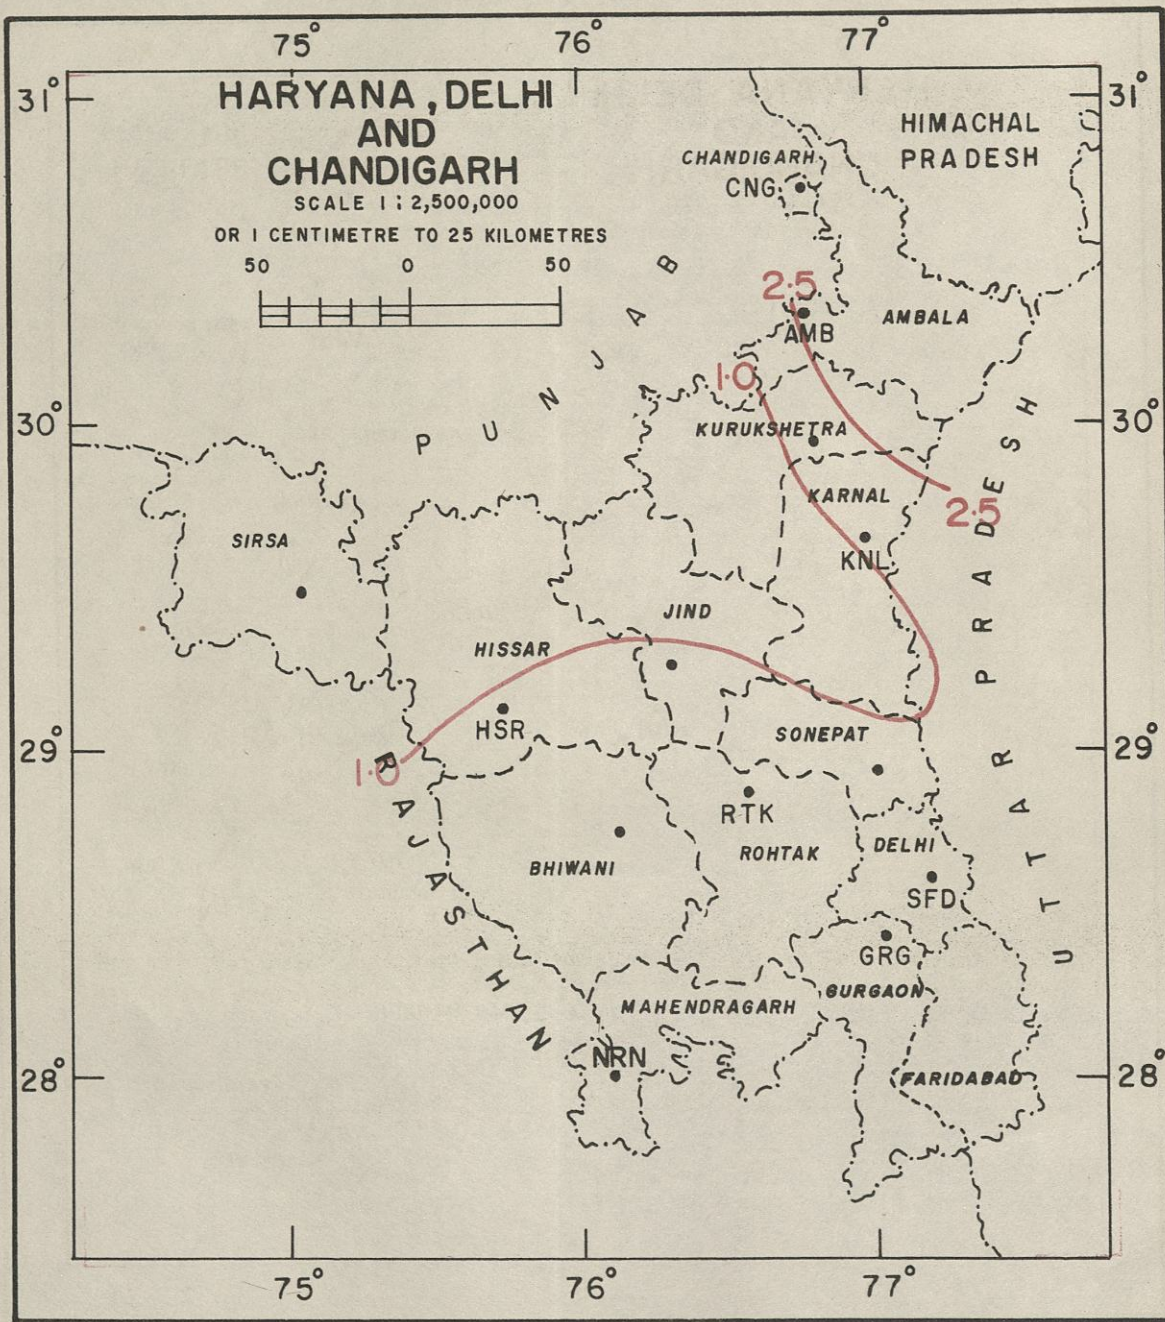 75° 76° 77°
31° 31°
HARYANA, DELHI
AND
CHANDIGARH
SCALE 1:2,500,000
OR 1 CENTIMETRE TO 25 KILOMETRES
50 0 50
HIMACHAL
PRADESH
CHANDIGARH
CNG
PUNJAB
2.5
AMB
AMBALA
1.0
30° 30°
KURUKSHETRA
KARNAL
2.5
SIRSA
KNL
JIND
HISSAR
UTTAR PRADESH
HSR
SONEPAT
29° 29°
1.0
RAJASTHAN
RTK
ROHTAK
DELHI
BHIWANI
SFD
GRG
GURGAON
MAHENDRAGARH
NRN
28° 28°
FARIDABAD
75° 76° 77°